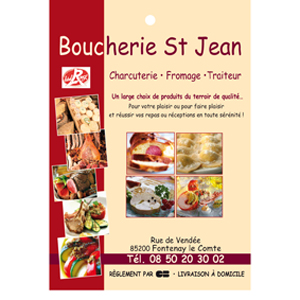 Boucherie St Jean
Charcuterie • Fromage • Traiteur
Un large choix de produits du terroir de qualité...
Pour votre plaisir ou pour faire plaisir
et réussir vos repas ou réceptions en toute sérénité !
Rue de Vendée
85200 Fontenay le Comte
Tél. 08 50 20 30 02
RÈGLEMENT PAR CB • LIVRAISON À DOMICILE